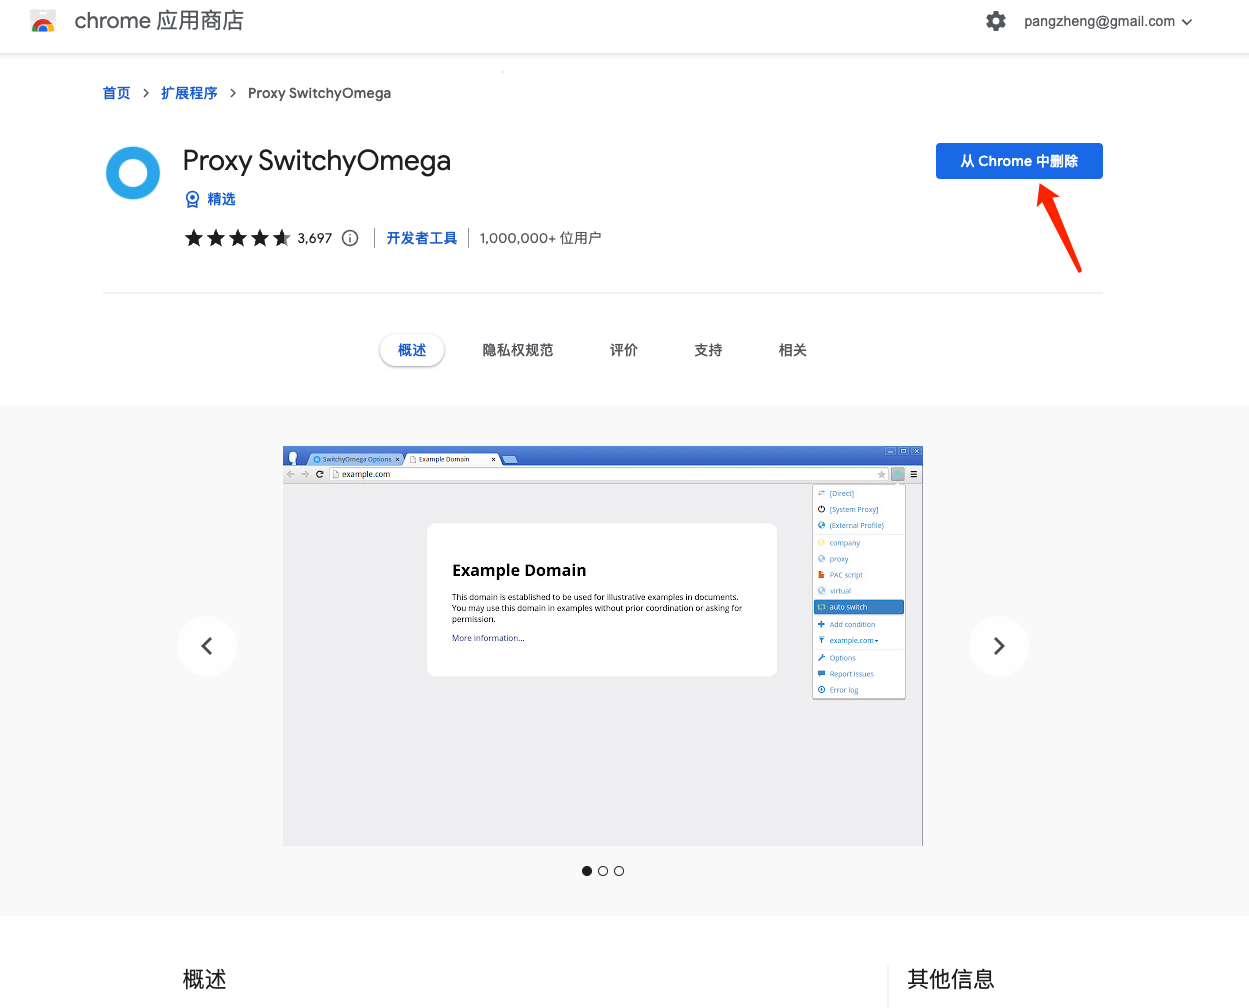 chrome 应用商店
pangzheng@gmail.com
首页 > 扩展程序 > Proxy SwitchyOmega
Proxy SwitchyOmega
从 Chrome 中删除
精选
3,697
开发者工具
1,000,000+ 位用户
概述
隐私权规范
评价
支持
相关
SwitchyOmega Options
Example Domain
example.com
[Direct]
[System Proxy]
(External Profile)
company
proxy
PAC script
virtual
auto switch
Add condition
example.com
Options
Report issues
Error log
Example Domain
This domain is established to be used for illustrative examples in documents.
You may use this domain in examples without prior coordination or asking for
permission.
More information...
概述
其他信息